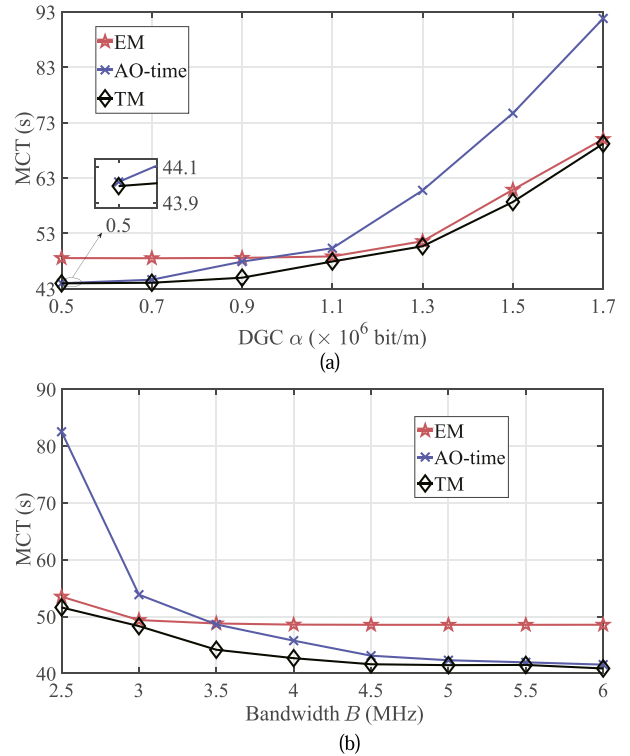 93
83
73
63
53
43
MCT (s)
EM
AO-time
TM
44.1
43.9
0.5
0.5 0.7 0.9 1.1 1.3 1.5 1.7
DGC α (× 10⁶ bit/m)
(a)
90
80
70
60
50
40
MCT (s)
EM
AO-time
TM
2.5 3 3.5 4 4.5 5 5.5 6
Bandwidth B (MHz)
(b)